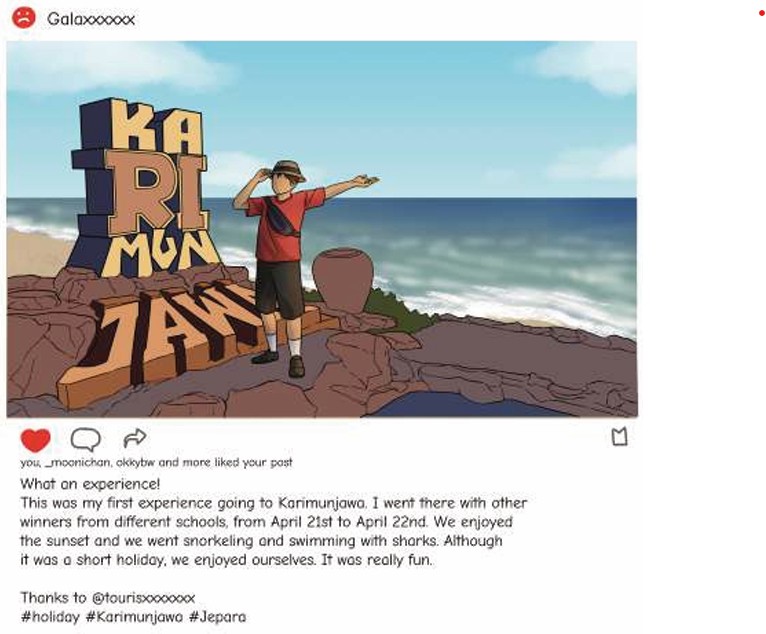 Galaxxxxxx
KA
RI
MUN
JAWA
you, _moonichan, okkybw and more liked your post
What an experience!
This was my first experience going to Karimunjawa. I went there with other
winners from different schools, from April 21st to April 22nd. We enjoyed
the sunset and we went snorkeling and swimming with sharks. Although
it was a short holiday, we enjoyed ourselves. It was really fun.
Thanks to @tourisxxxxxxx
#holiday #Karimunjawa #Jepara